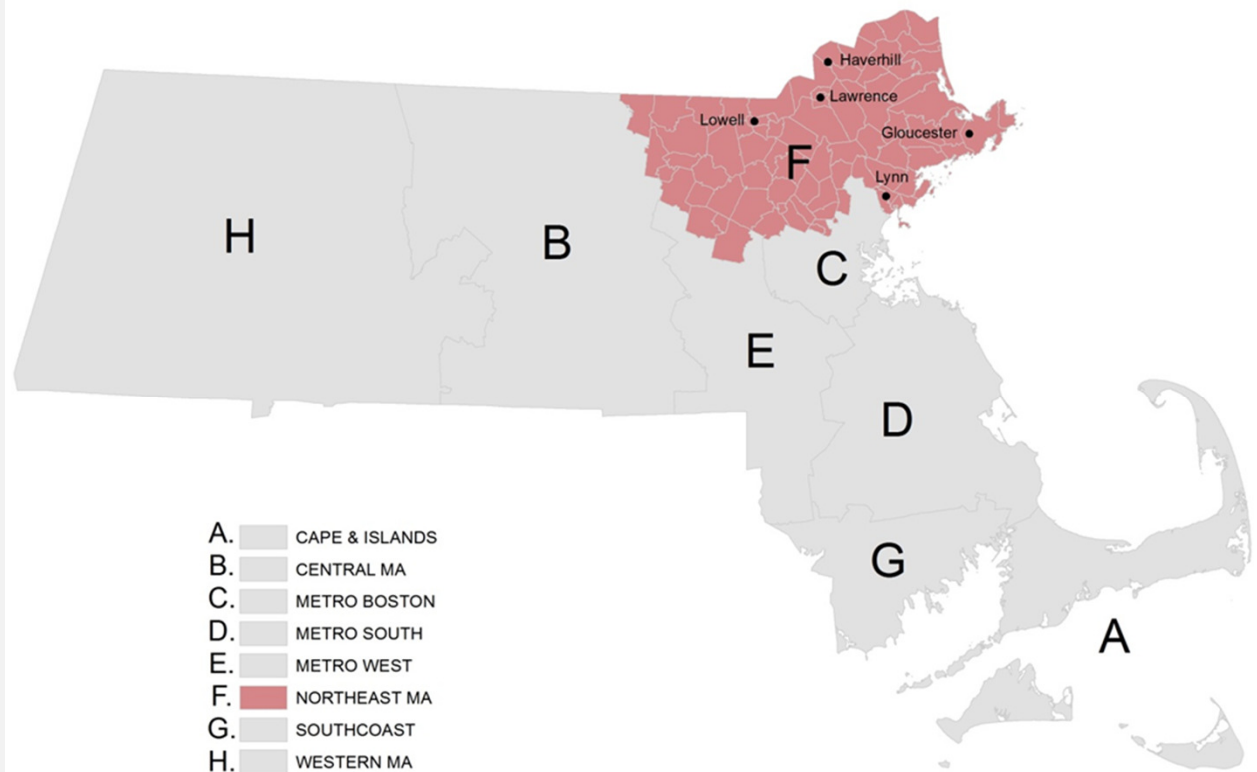 Haverhill
Lawrence
Lowell
Gloucester
F
Lynn
H
B
C
E
D
G
A
A. CAPE & ISLANDS
B. CENTRAL MA
C. METRO BOSTON
D. METRO SOUTH
E. METRO WEST
F. NORTHEAST MA
G. SOUTHCOAST
H. WESTERN MA